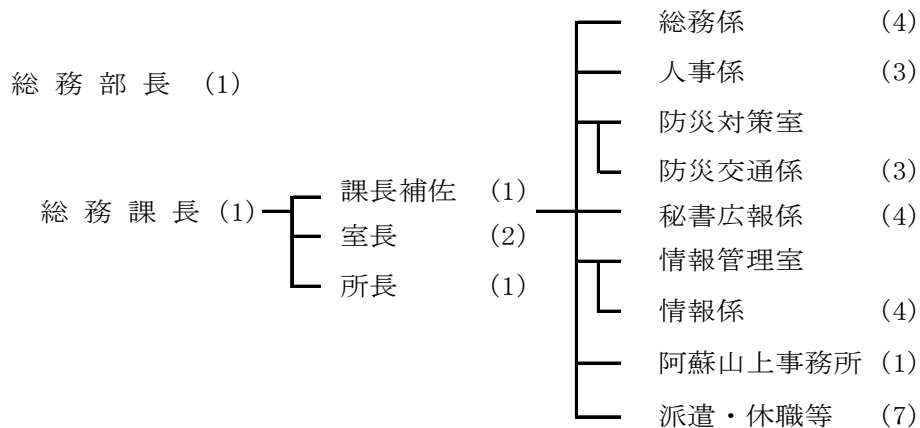 総務部長 (1)
総務課長 (1)
課長補佐 (1)
室長 (2)
所長 (1)
総務係 (4)
人事係 (3)
防災対策室
防災交通係 (3)
秘書広報係 (4)
情報管理室
情報係 (4)
阿蘇山上事務所 (1)
派遣・休職等 (7)